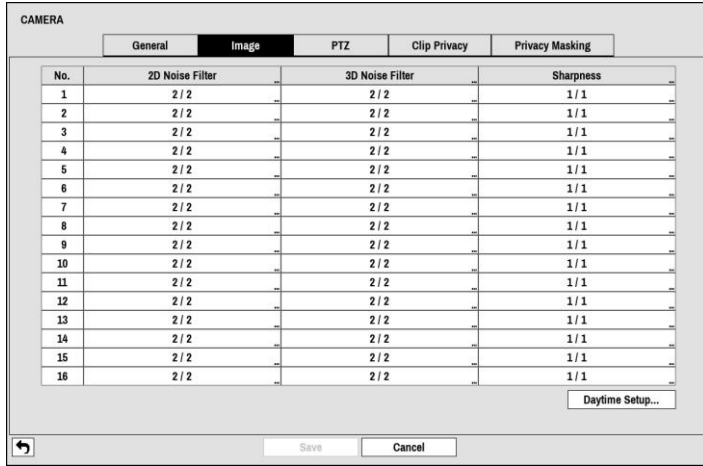 CAMERA
General Image PTZ Clip Privacy Privacy Masking
No. 2D Noise Filter ... 3D Noise Filter ... Sharpness ...
1 2 / 2 ... 2 / 2 ... 1 / 1 ...
2 2 / 2 ... 2 / 2 ... 1 / 1 ...
3 2 / 2 ... 2 / 2 ... 1 / 1 ...
4 2 / 2 ... 2 / 2 ... 1 / 1 ...
5 2 / 2 ... 2 / 2 ... 1 / 1 ...
6 2 / 2 ... 2 / 2 ... 1 / 1 ...
7 2 / 2 ... 2 / 2 ... 1 / 1 ...
8 2 / 2 ... 2 / 2 ... 1 / 1 ...
9 2 / 2 ... 2 / 2 ... 1 / 1 ...
10 2 / 2 ... 2 / 2 ... 1 / 1 ...
11 2 / 2 ... 2 / 2 ... 1 / 1 ...
12 2 / 2 ... 2 / 2 ... 1 / 1 ...
13 2 / 2 ... 2 / 2 ... 1 / 1 ...
14 2 / 2 ... 2 / 2 ... 1 / 1 ...
15 2 / 2 ... 2 / 2 ... 1 / 1 ...
16 2 / 2 ... 2 / 2 ... 1 / 1 ...
Daytime Setup...
Save Cancel